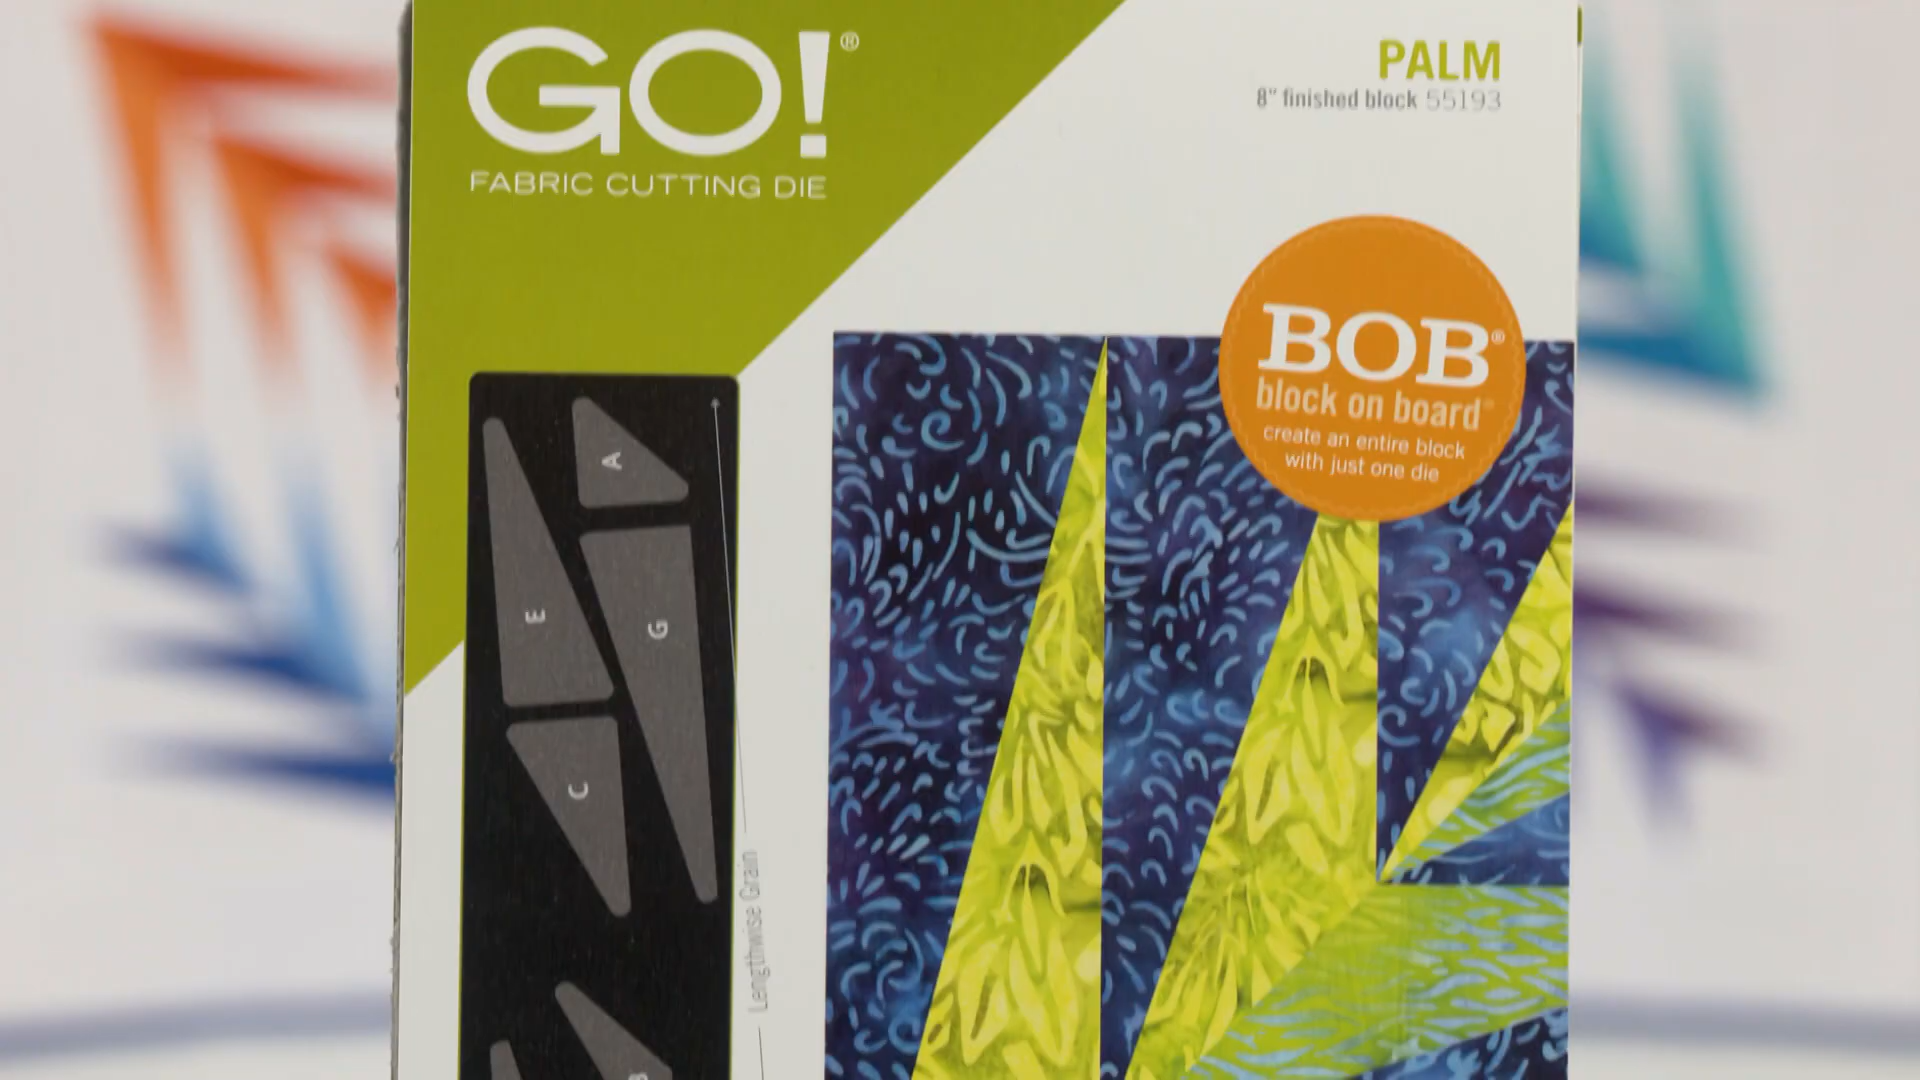 GO!®
FABRIC CUTTING DIE
PALM
8" finished block 55193
BOB®
block on board
create an entire block
with just one die
A
E
G
C
B
Lengthwise Grain